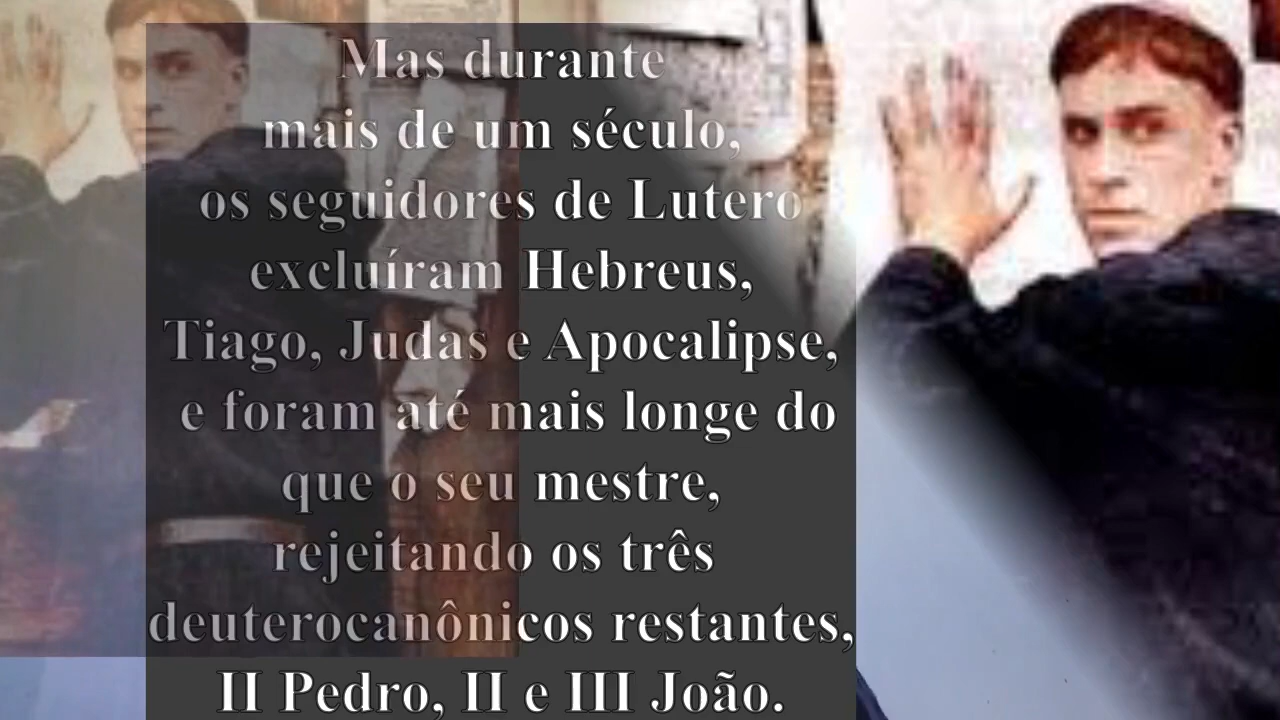 Mas durante
mais de um século,
os seguidores de Lutero
excluíram Hebreus,
Tiago, Judas e Apocalipse,
e foram até mais longe do
que o seu mestre,
rejeitando os três
deuterocanônicos restantes,
II Pedro, II e III João.